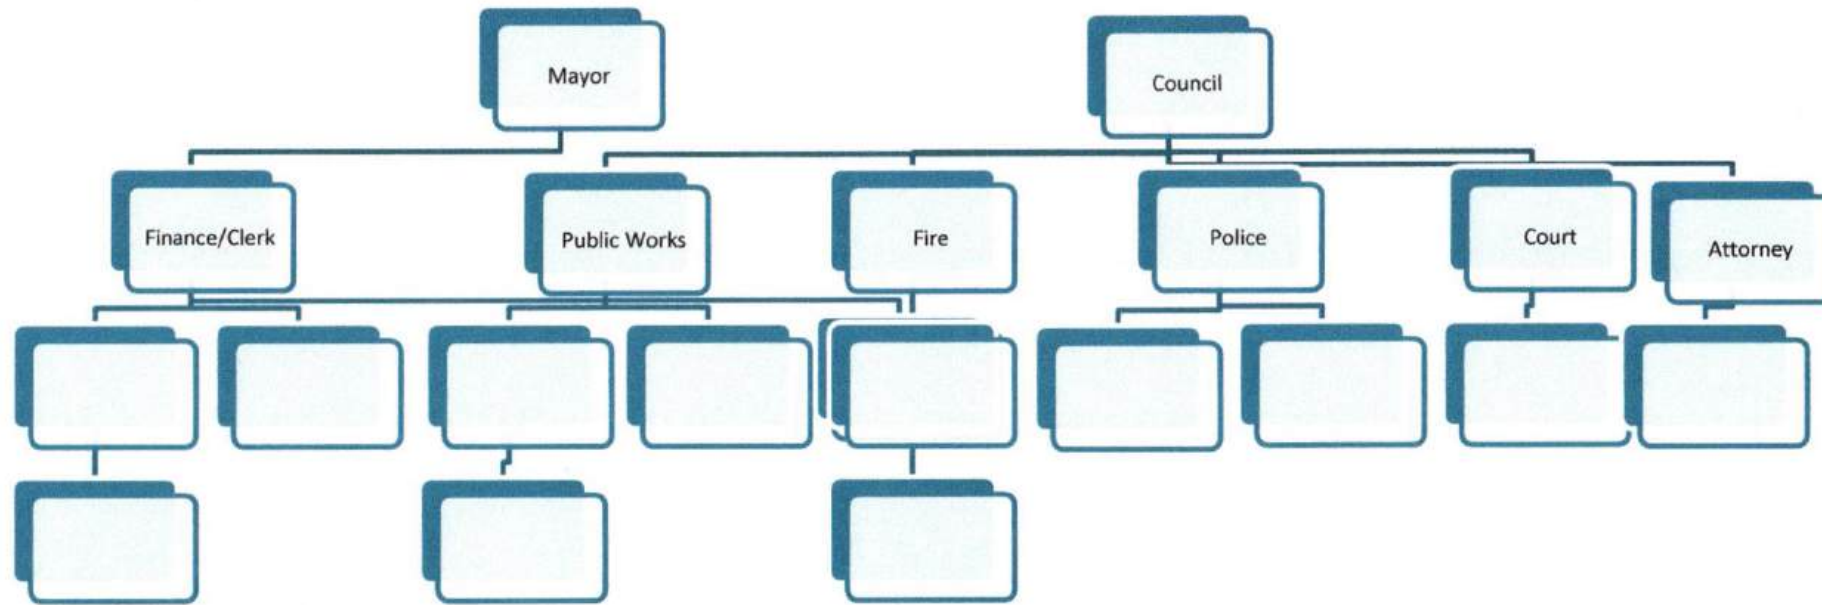 Mayor
Council
Finance/Clerk
Public Works
Fire
Police
Court
Attorney